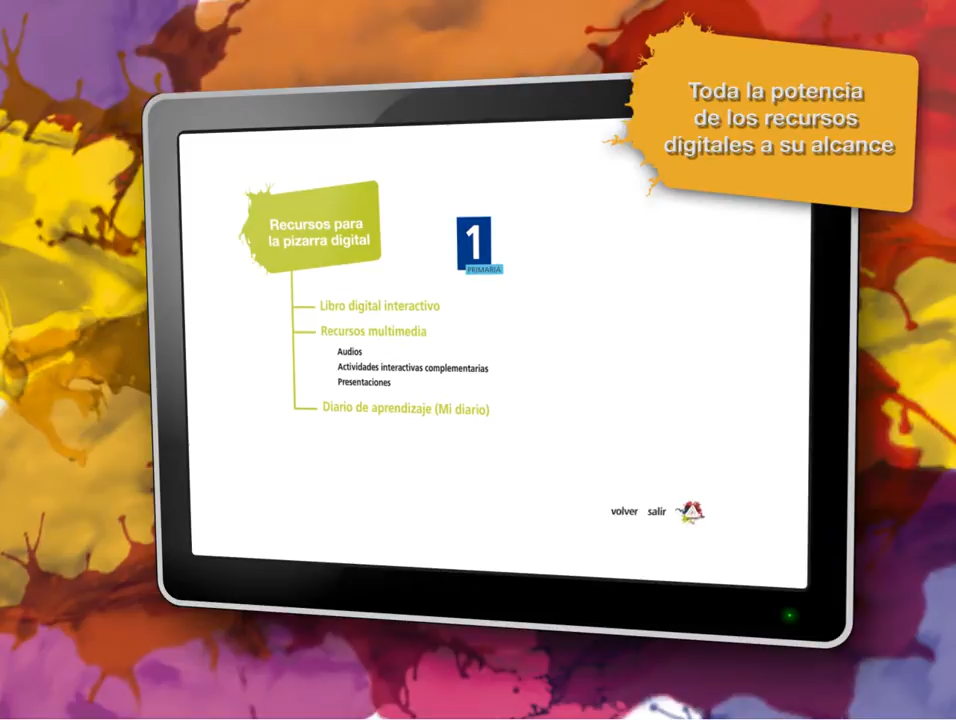 Toda la potencia
de los recursos
digitales a su alcance
Recursos para
la pizarra digital
1
PRIMARIA
Libro digital interactivo
Recursos multimedia
Audios
Actividades interactivas complementarias
Presentaciones
Diario de aprendizaje (Mi diario)
volver salir